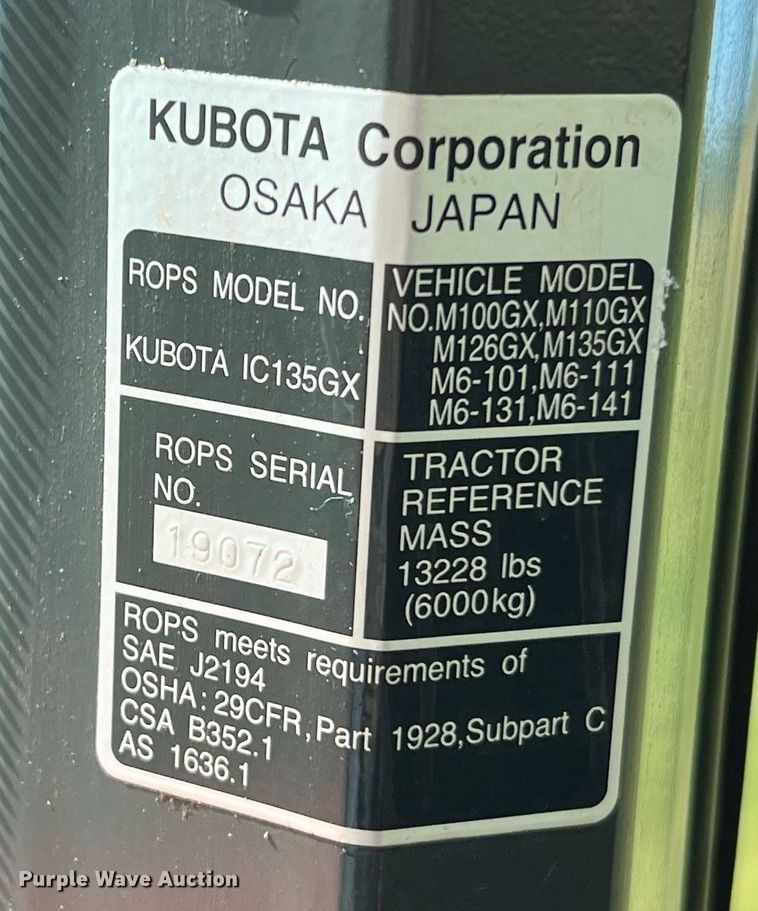 KUBOTA Corporation
OSAKA JAPAN
ROPS MODEL NO.
KUBOTA IC135GX
VEHICLE MODEL
NO.M100GX,M110GX
M126GX,M135GX
M6-101,M6-111
M6-131,M6-141
ROPS SERIAL
NO.
19072
TRACTOR
REFERENCE
MASS
13228 lbs
(6000kg)
ROPS meets requirements of
SAE J2194
OSHA: 29CFR,Part 1928,Subpart C
CSA B352.1
AS 1636.1
Purple Wave Auction